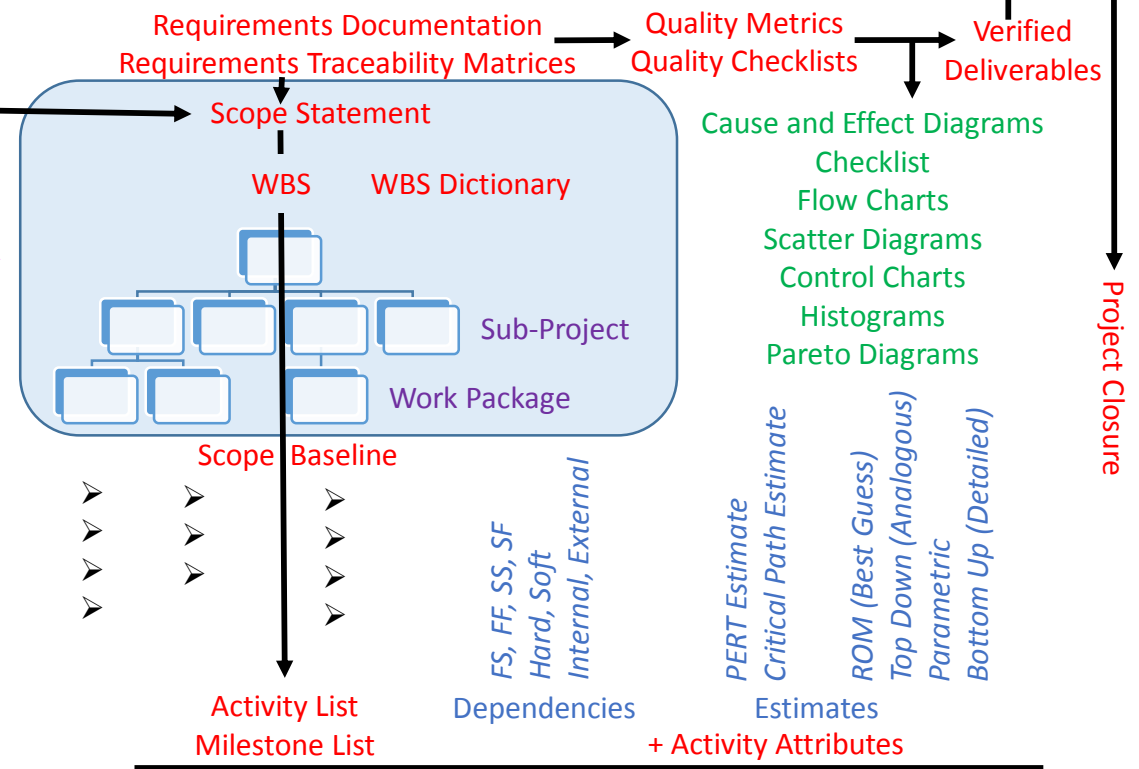 Requirements Documentation
Requirements Traceability Matrices
Quality Metrics
Quality Checklists
Verified
Deliverables
Scope Statement
WBS
WBS Dictionary
Sub-Project
Work Package
Scope Baseline
Cause and Effect Diagrams
Checklist
Flow Charts
Scatter Diagrams
Control Charts
Histograms
Pareto Diagrams
Project Closure
FS, FF, SS, SF
Hard, Soft
Internal, External
PERT Estimate
Critical Path Estimate
ROM (Best Guess)
Top Down (Analogous)
Parametric
Bottom Up (Detailed)
Activity List
Milestone List
Dependencies
Estimates
+ Activity Attributes